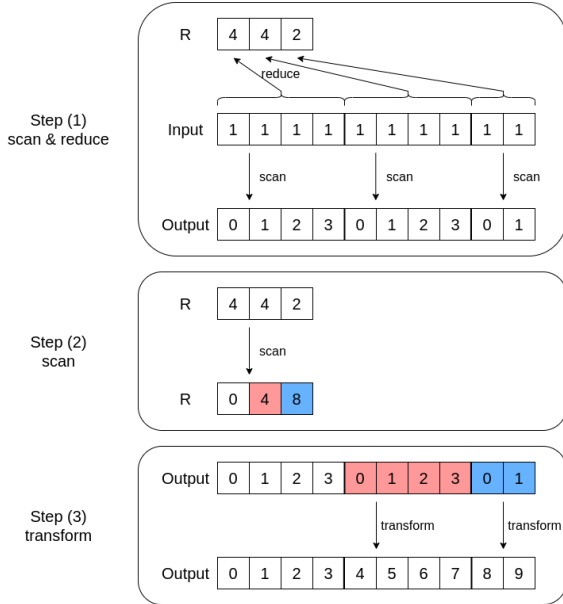 R 4 4 2
reduce
Step (1)
scan & reduce
Input 1 1 1 1 1 1 1 1 1 1
scan scan scan
Output 0 1 2 3 0 1 2 3 0 1
R 4 4 2
Step (2)
scan
scan
R 0 4 8
Output 0 1 2 3 0 1 2 3 0 1
Step (3)
transform
transform transform
Output 0 1 2 3 4 5 6 7 8 9